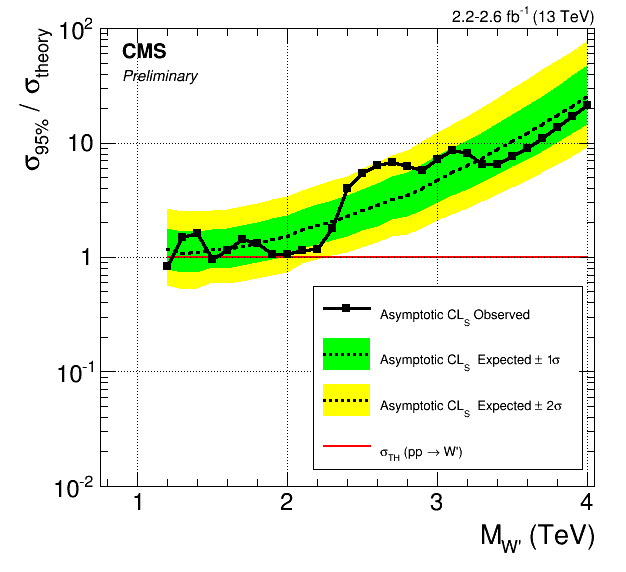 2.2-2.6 fb⁻¹ (13 TeV)
CMS
Preliminary
σ95% / σtheory
10²
10
1
10⁻¹
10⁻²
Asymptotic CLS Observed
Asymptotic CLS Expected ± 1σ
Asymptotic CLS Expected ± 2σ
σTH (pp → W')
1 2 3 4
MW' (TeV)